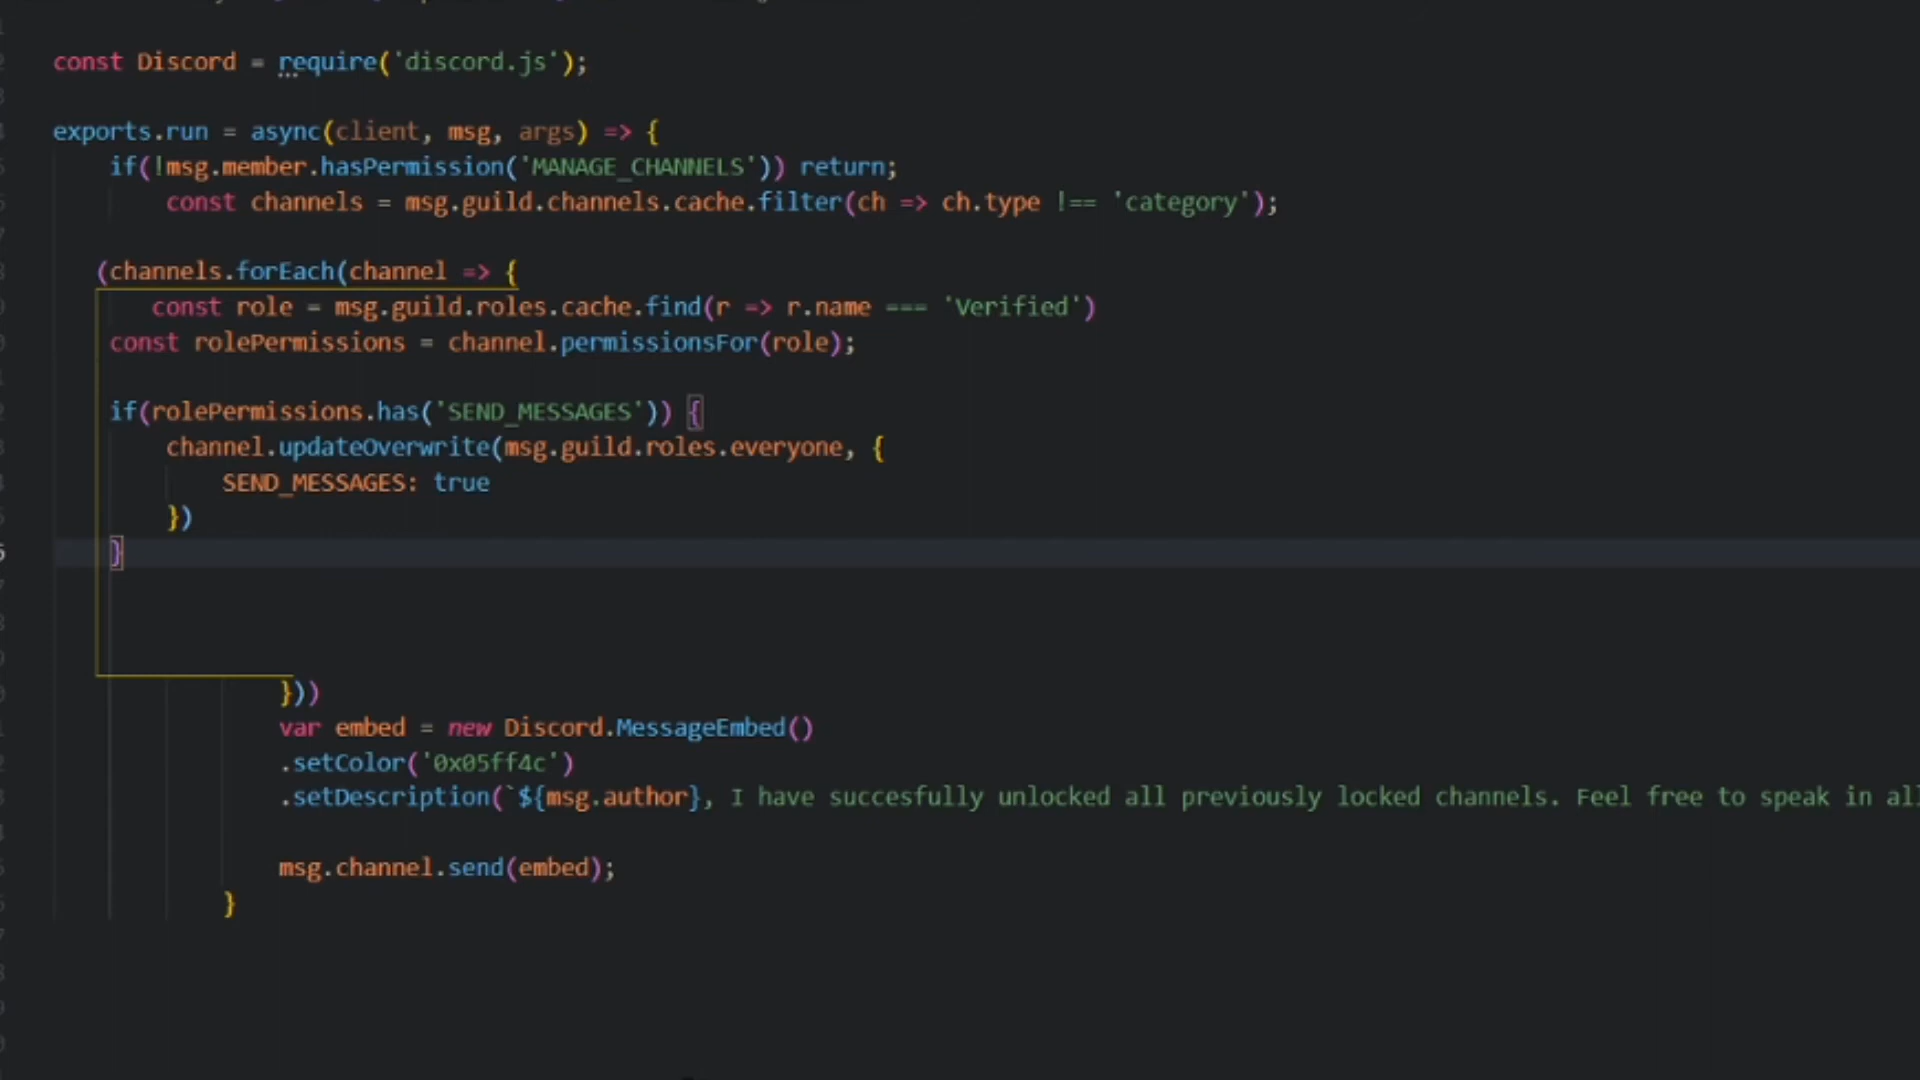 const Discord = require('discord.js');
exports.run = async(client, msg, args) => {
if(!msg.member.hasPermission('MANAGE_CHANNELS')) return;
const channels = msg.guild.channels.cache.filter(ch => ch.type !== 'category');
(channels.forEach(channel => {
const role = msg.guild.roles.cache.find(r => r.name === 'Verified')
const rolePermissions = channel.permissionsFor(role);
if(rolePermissions.has('SEND_MESSAGES')) {
channel.updateOverwrite(msg.guild.roles.everyone, {
SEND_MESSAGES: true
})
}
}))
var embed = new Discord.MessageEmbed()
.setColor('0x05ff4c')
.setDescription(`${msg.author}, I have succesfully unlocked all previously locked channels. Feel free to speak in all
msg.channel.send(embed);
}